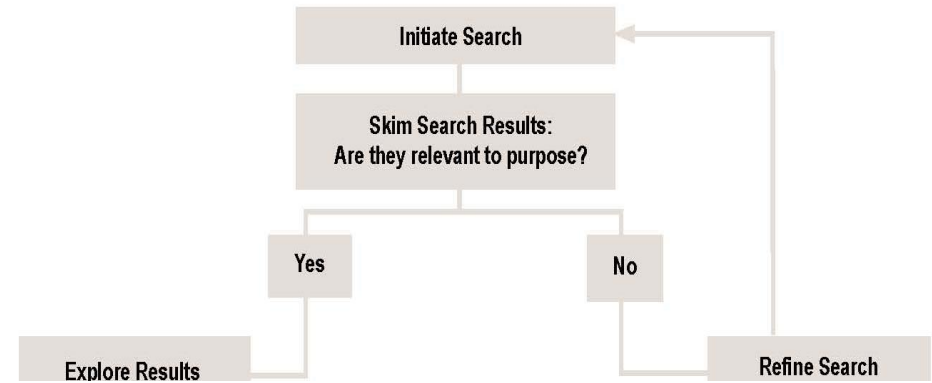 Initiate Search
Skim Search Results:
Are they relevant to purpose?
Yes
No
Explore Results
Refine Search